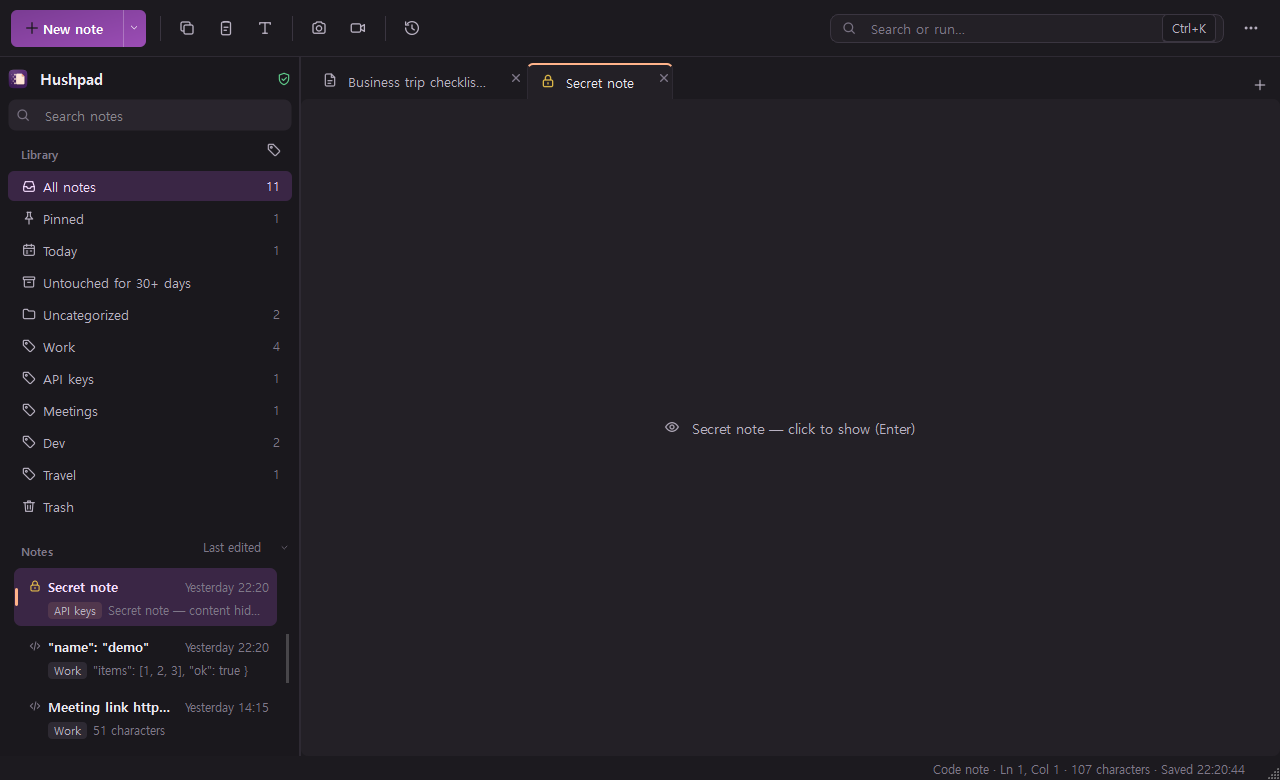 New note
Search or run...
Ctrl+K
Hushpad
Business trip checklis...
Secret note
Search notes
Library
All notes 11
Pinned 1
Today 1
Untouched for 30+ days
Uncategorized 2
Work 4
API keys 1
Meetings 1
Dev 2
Travel 1
Trash
Secret note — click to show (Enter)
Notes
Last edited
Secret note Yesterday 22:20
API keys Secret note — content hid...
"name": "demo" Yesterday 22:20
Work "items": [1, 2, 3], "ok": true }
Meeting link http... Yesterday 14:15
Work 51 characters
Code note · Ln 1, Col 1 · 107 characters · Saved 22:20:44